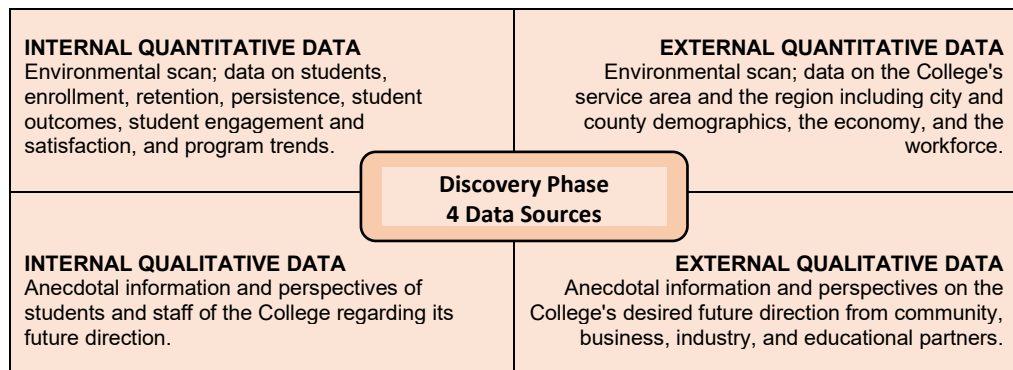 INTERNAL QUANTITATIVE DATA
Environmental scan; data on students,
enrollment, retention, persistence, student
outcomes, student engagement and
satisfaction, and program trends.
EXTERNAL QUANTITATIVE DATA
Environmental scan; data on the College's
service area and the region including city and
county demographics, the economy, and the
workforce.
Discovery Phase
4 Data Sources
INTERNAL QUALITATIVE DATA
Anecdotal information and perspectives of
students and staff of the College regarding its
future direction.
EXTERNAL QUALITATIVE DATA
Anecdotal information and perspectives on the
College's desired future direction from community,
business, industry, and educational partners.